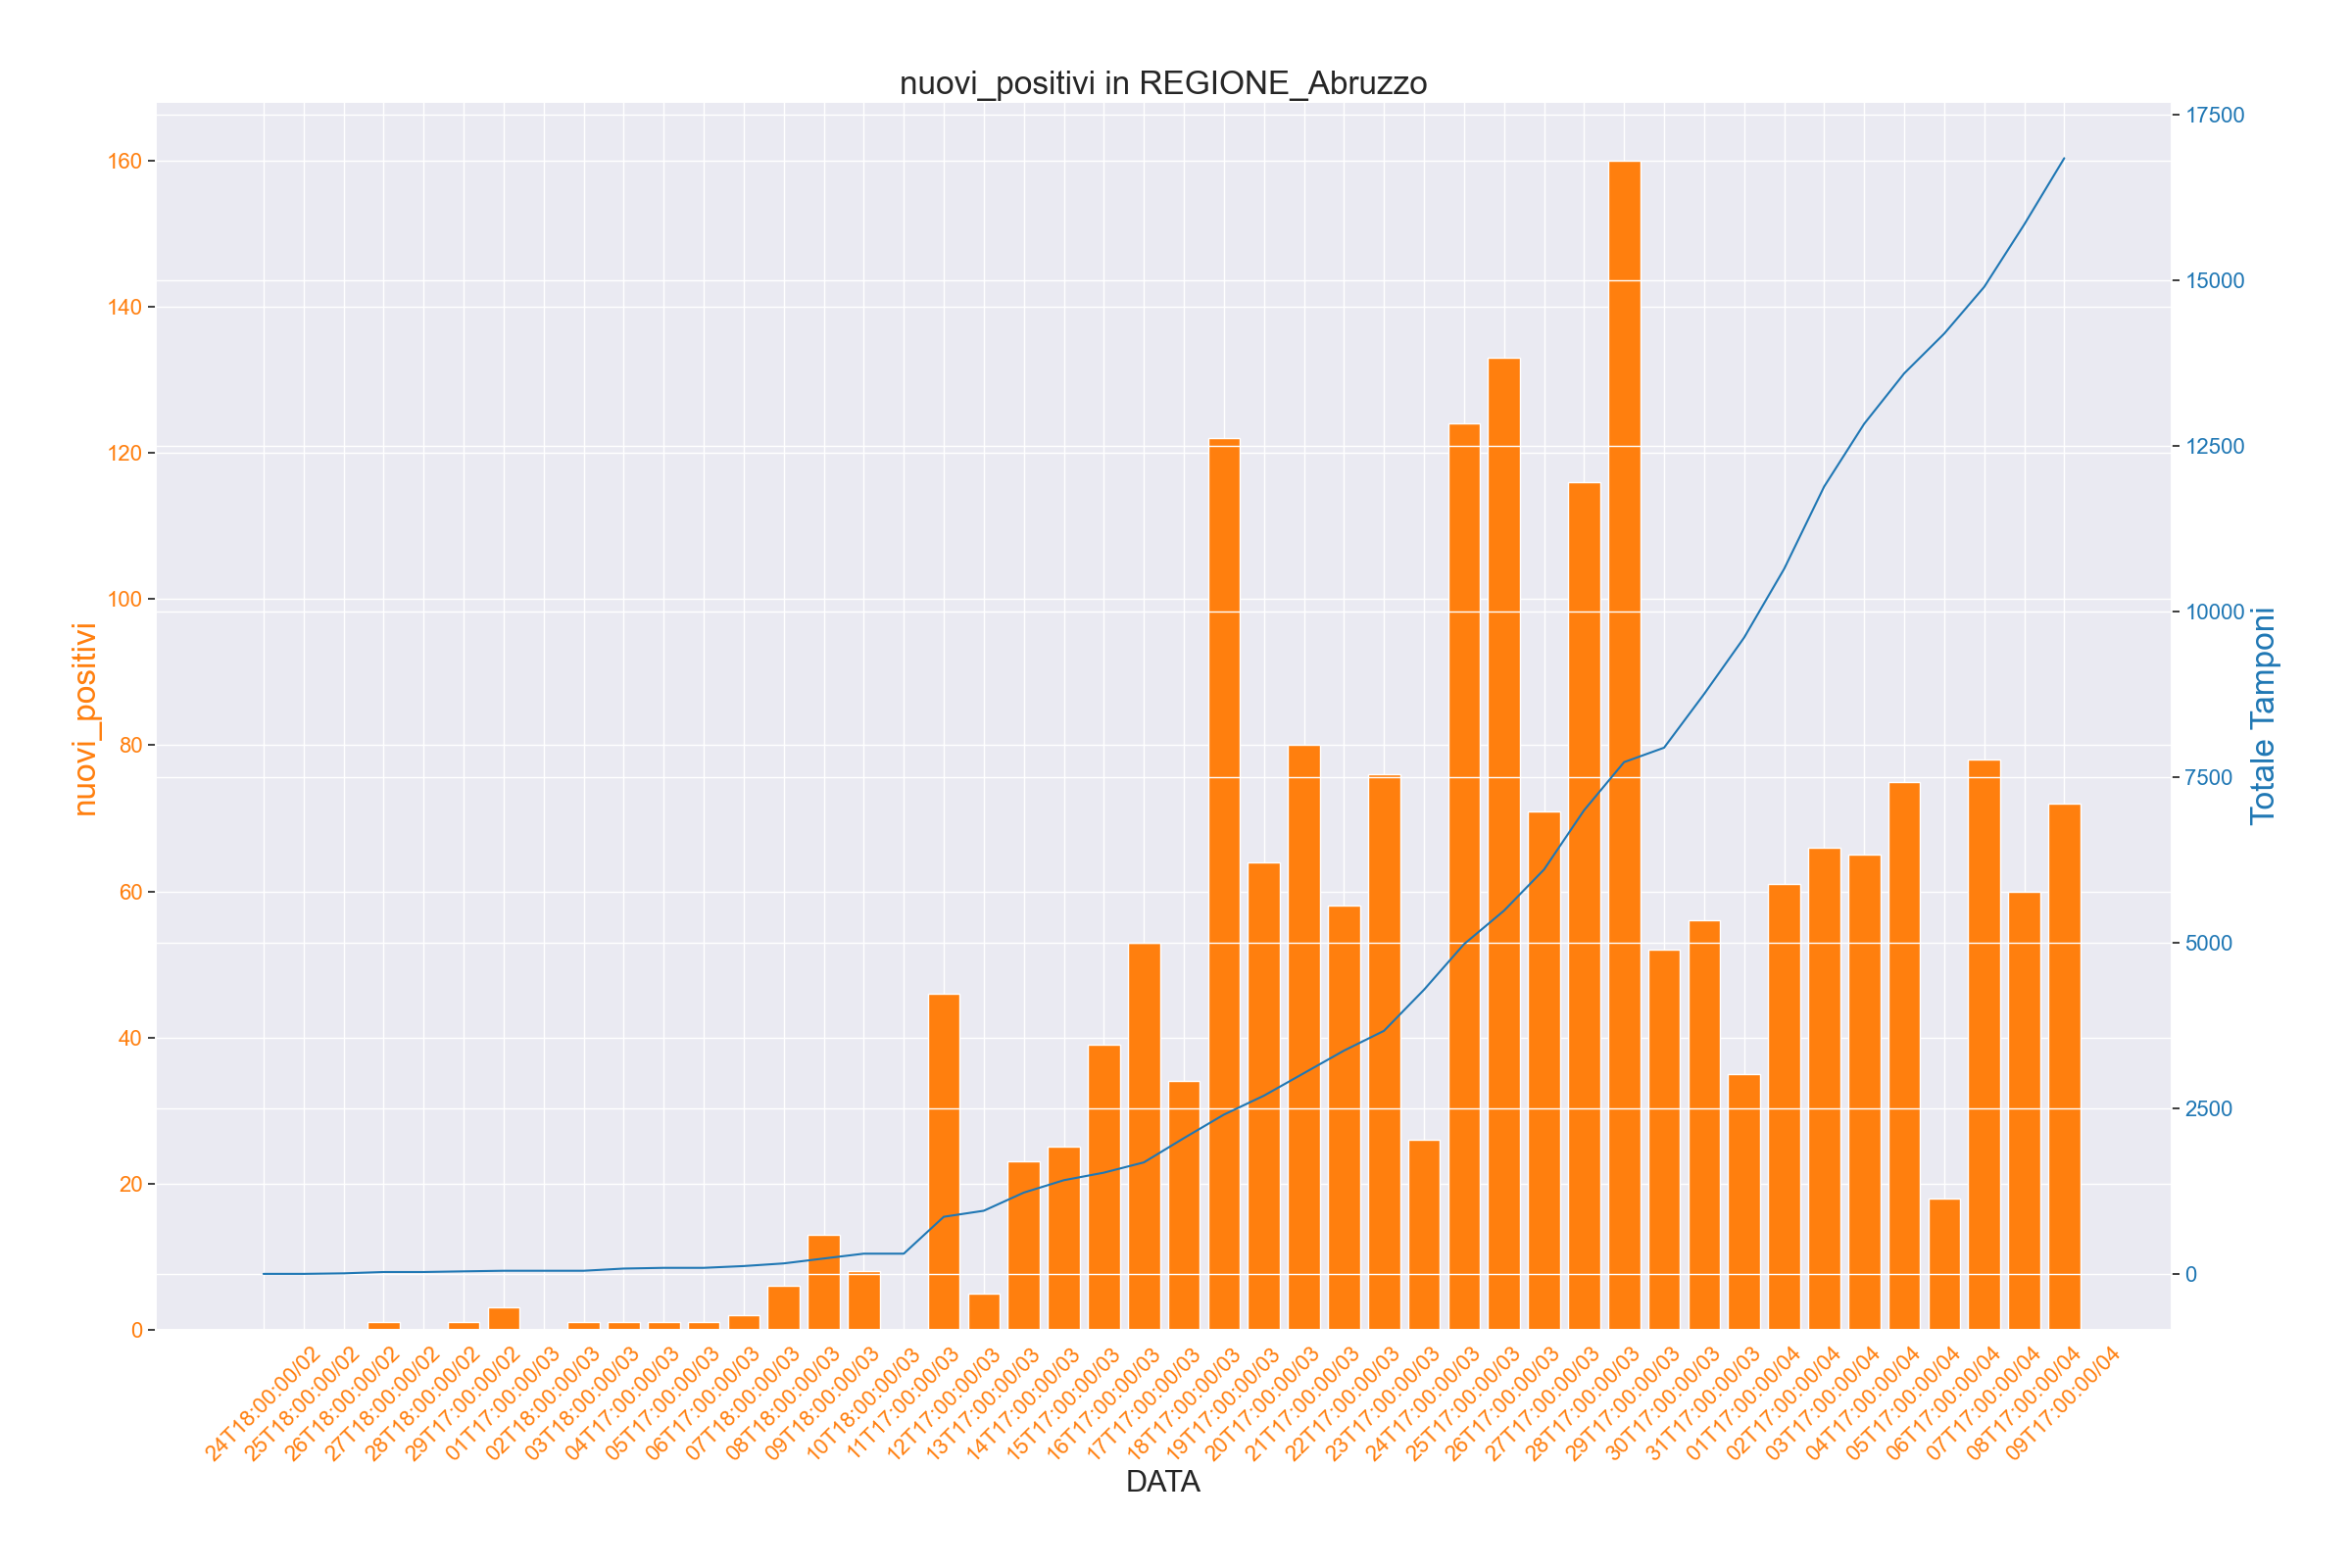 nuovi_positivi in REGIONE_Abruzzo
160
140
120
100
80
60
40
20
0
nuovi_positivi
17500
15000
12500
10000
7500
5000
2500
0
Totale Tamponi
24T18:00:00/02
25T18:00:00/02
26T18:00:00/02
27T18:00:00/02
28T18:00:00/02
29T17:00:00/02
01T17:00:00/03
02T18:00:00/03
03T18:00:00/03
04T17:00:00/03
05T17:00:00/03
06T17:00:00/03
07T18:00:00/03
08T18:00:00/03
09T18:00:00/03
10T18:00:00/03
11T17:00:00/03
12T17:00:00/03
13T17:00:00/03
14T17:00:00/03
15T17:00:00/03
16T17:00:00/03
17T17:00:00/03
18T17:00:00/03
19T17:00:00/03
20T17:00:00/03
21T17:00:00/03
22T17:00:00/03
23T17:00:00/03
24T17:00:00/03
25T17:00:00/03
26T17:00:00/03
27T17:00:00/03
28T17:00:00/03
29T17:00:00/03
30T17:00:00/03
31T17:00:00/03
01T17:00:00/04
02T17:00:00/04
03T17:00:00/04
04T17:00:00/04
05T17:00:00/04
06T17:00:00/04
07T17:00:00/04
08T17:00:00/04
09T17:00:00/04
DATA